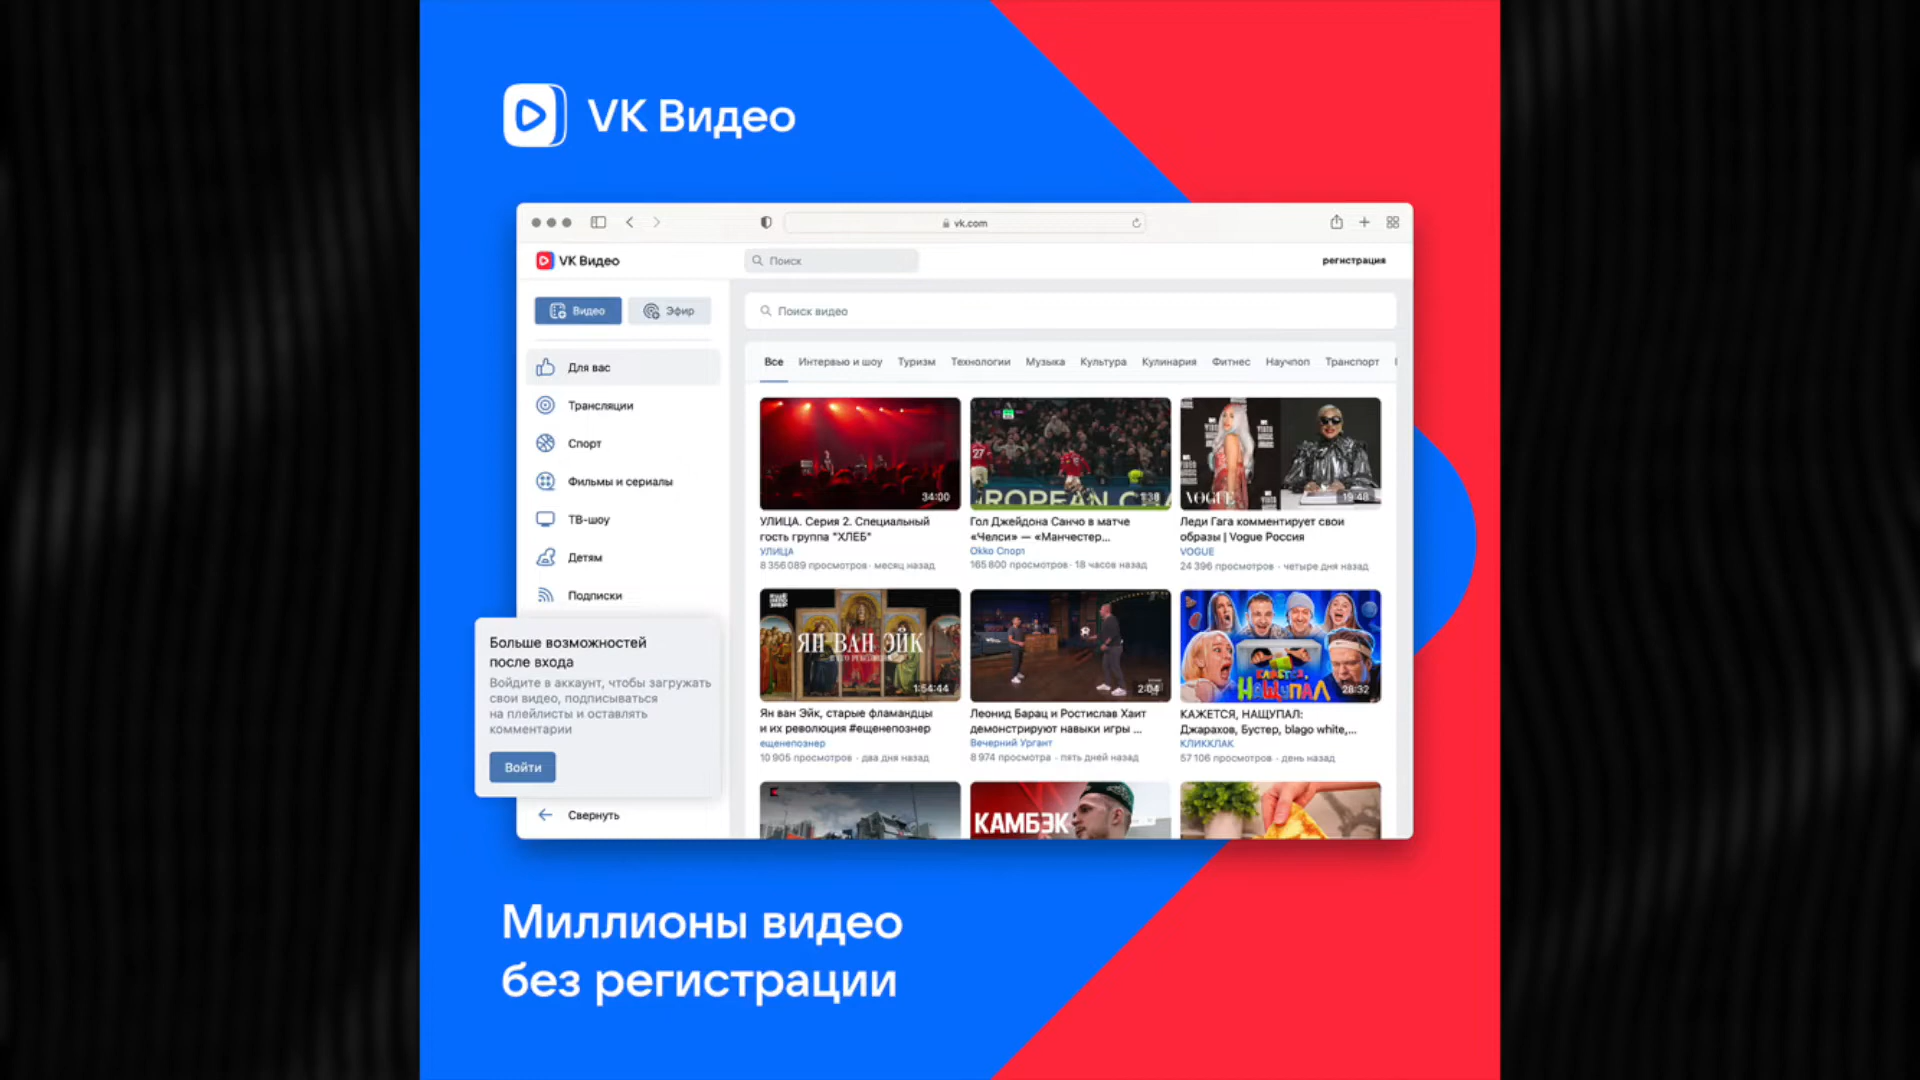 VK Видео
vk.com
VK Видео
Поиск
регистрация
Видео
Эфир
Поиск видео
Для вас
Трансляции
Спорт
Фильмы и сериалы
ТВ-шоу
Детям
Подписки
Больше возможностей
после входа
Войдите в аккаунт, чтобы загружать
свои видео, подписываться
на плейлисты и оставлять
комментарии
Войти
Свернуть
Все Интервью и шоу Туризм Технологии Музыка Культура Кулинария Фитнес Научпоп Транспорт
34:00
УЛИЦА. Серия 2. Специальный
гость группа "ХЛЕБ"
УЛИЦА
8 356 089 просмотров · месяц назад
27
1:38
Гол Джейдона Санчо в матче
«Челси» — «Манчестер...
Okko Спорт
165 800 просмотров · 18 часов назад
VOGUE
19:48
Леди Гага комментирует свои
образы | Vogue Россия
VOGUE
24 396 просмотров · четыре дня назад
ЯН ВАН ЭЙК
1:54:44
Ян ван Эйк, старые фламандцы
и их революция #ещенепознер
ещенепознер
10 905 просмотров · два дня назад
2:04
Леонид Барац и Ростислав Хаит
демонстрируют навыки игры ...
Вечерний Ургант
8 974 просмотра · пять дней назад
КАЖЕТСЯ,
НАЩУПАЛ
28:32
КАЖЕТСЯ, НАЩУПАЛ:
Джарахов, Бустер, blago white,...
КЛИККЛАК
57 106 просмотров · день назад
КАМБЭК
Миллионы видео
без регистрации